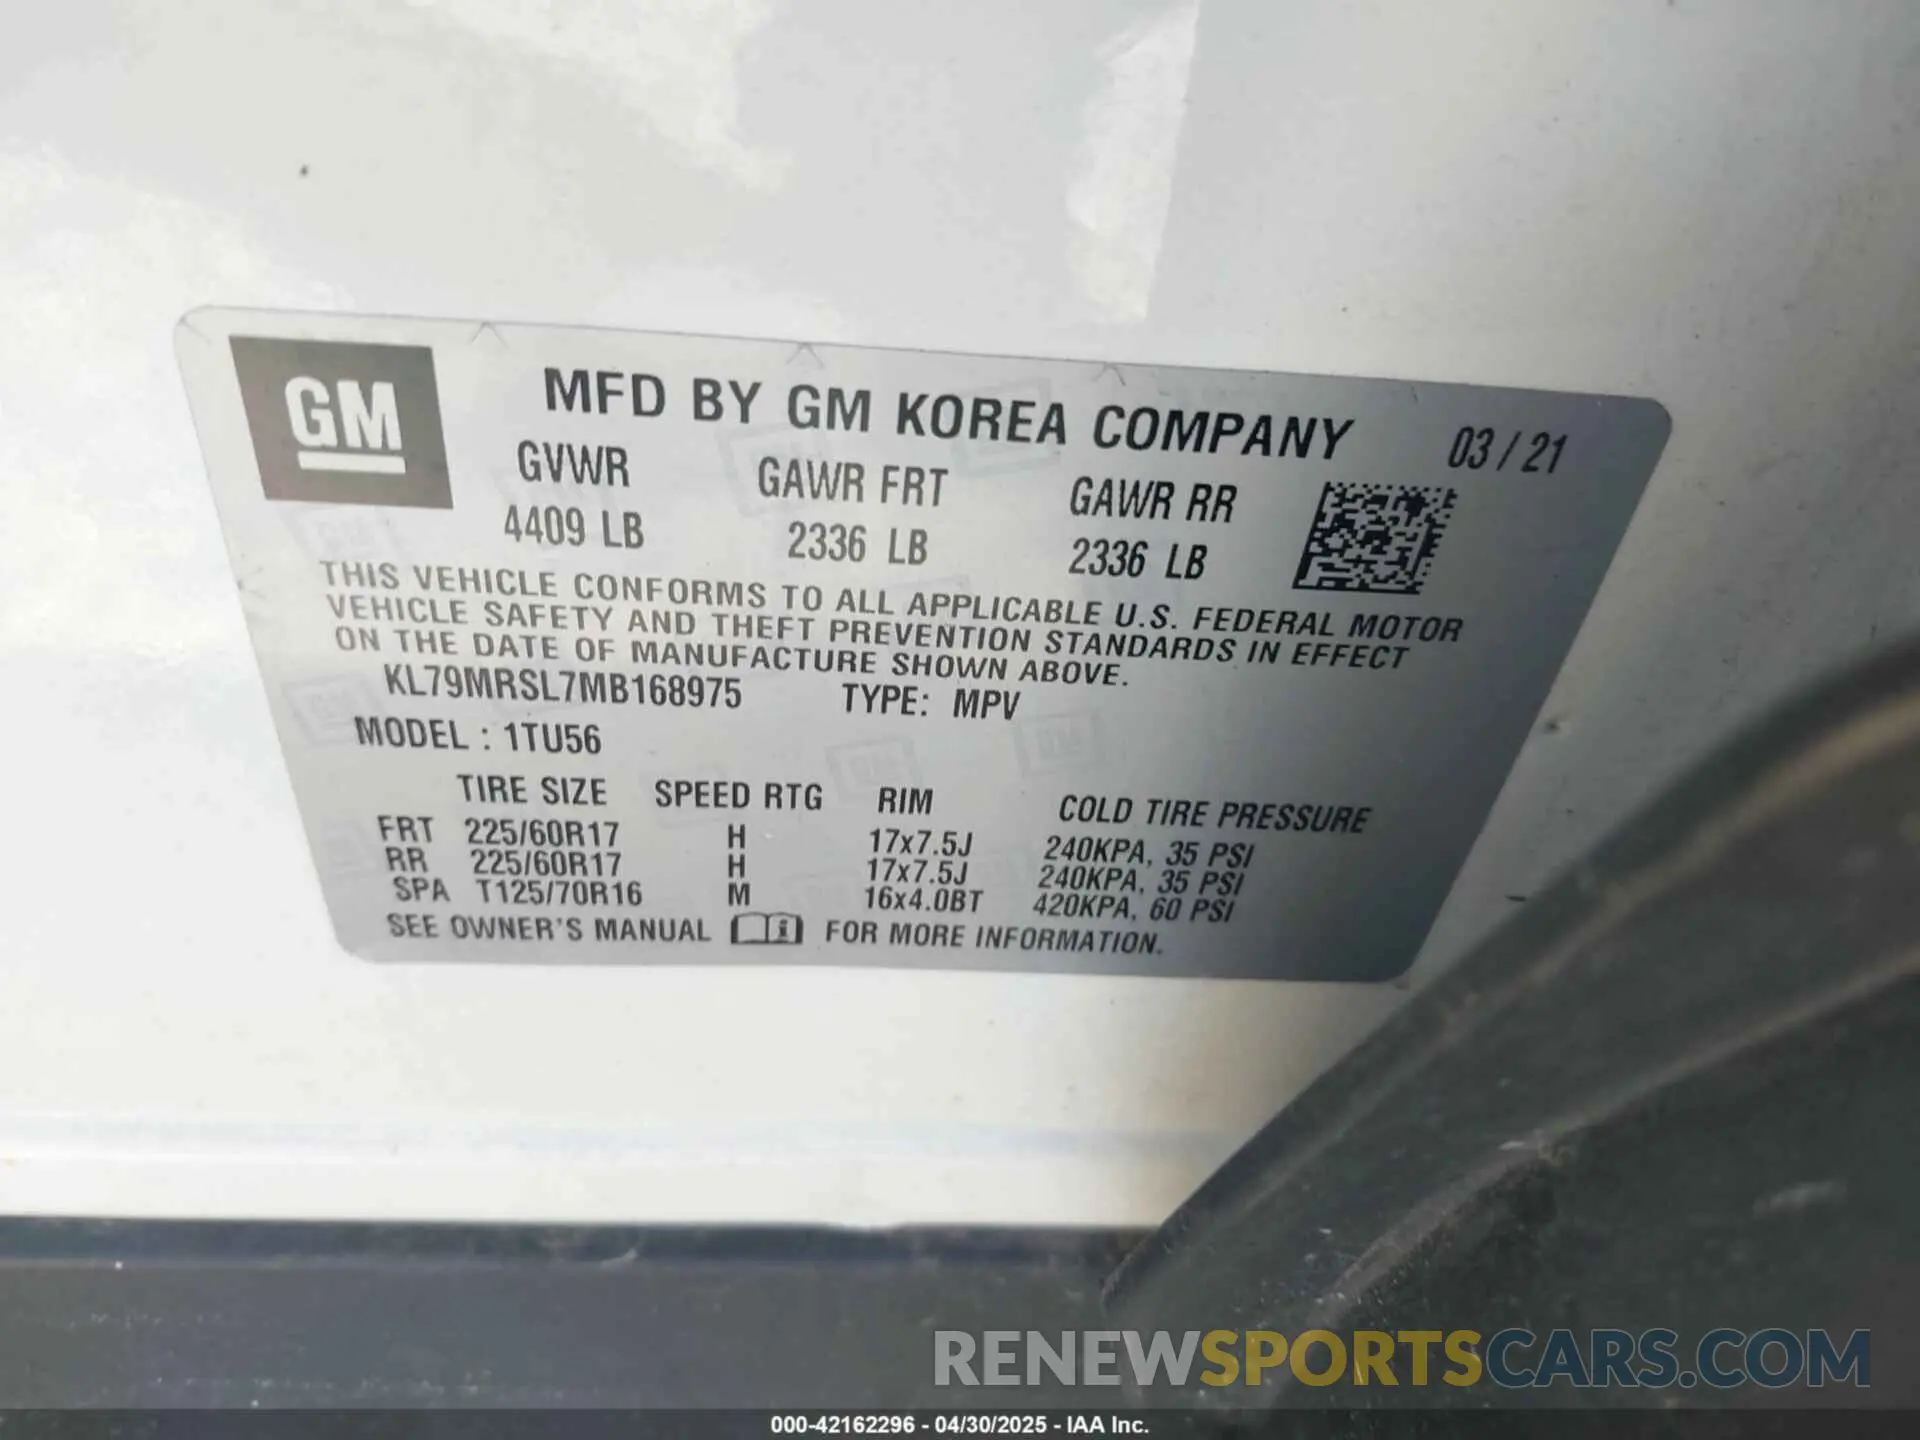 GM
MFD BY GM KOREA COMPANY 03 / 21
GVWR GAWR FRT GAWR RR
4409 LB 2336 LB 2336 LB
THIS VEHICLE CONFORMS TO ALL APPLICABLE U.S. FEDERAL MOTOR
VEHICLE SAFETY AND THEFT PREVENTION STANDARDS IN EFFECT
ON THE DATE OF MANUFACTURE SHOWN ABOVE.
KL79MRSL7MB168975 TYPE: MPV
MODEL : 1TU56
TIRE SIZE SPEED RTG RIM COLD TIRE PRESSURE
FRT 225/60R17 H 17x7.5J 240KPA, 35 PSI
RR 225/60R17 H 17x7.5J 240KPA, 35 PSI
SPA T125/70R16 M 16x4.0BT 420KPA, 60 PSI
SEE OWNER'S MANUAL i FOR MORE INFORMATION.
RENEWSPORTSCARS.COM
000-42162296 - 04/30/2025 - IAA Inc.